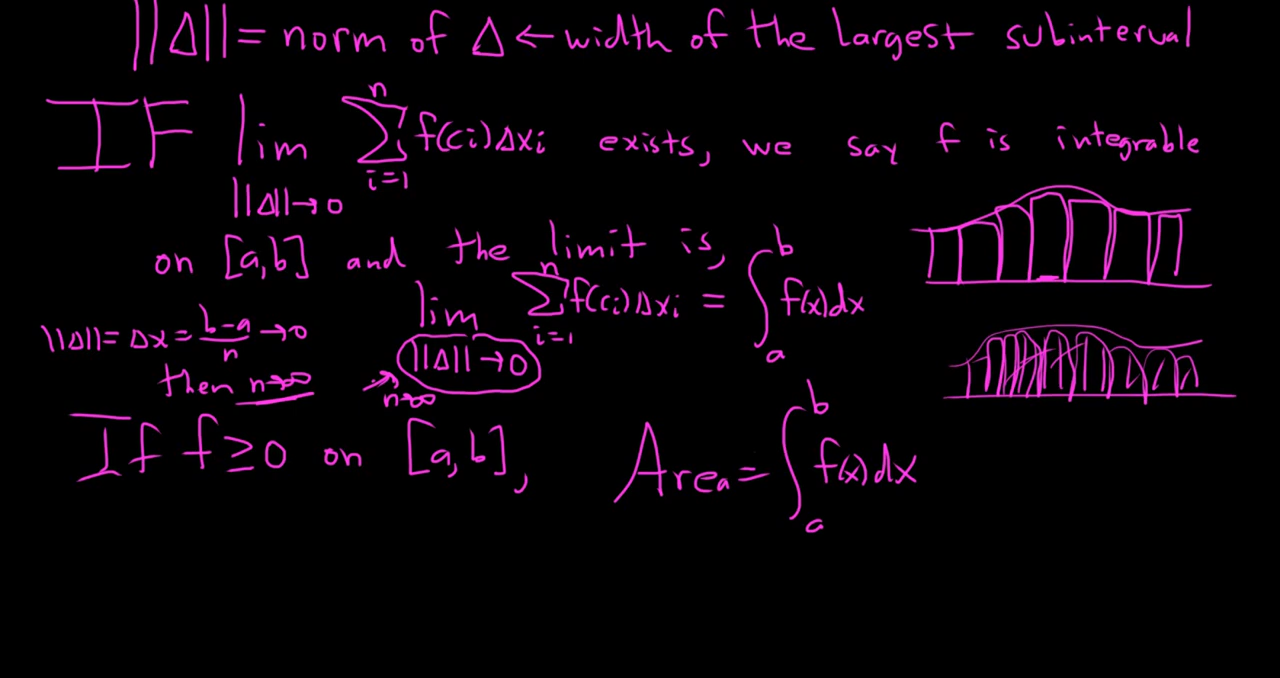 ||Δ|| = norm of Δ ← width of the largest subinterval
IF lim ||Δ||→0 n Σ i=1 f(ci)Δxi exists, we say f is integrable
on [a,b] and the limit is,
lim ||Δ||→0 n Σ i=1 f(ci)Δxi = ∫ b a f(x)dx
||Δ|| = Δx = b-a/n → 0
then n→∞
n→∞
If f≥0 on [a,b], Area = ∫ b a f(x)dx